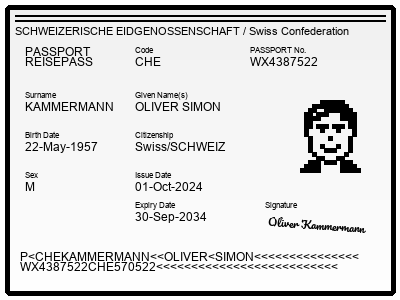 SCHWEIZERISCHE EIDGENOSSENSCHAFT / Swiss Confederation
PASSPORT
REISEPASS
Code
CHE
PASSPORT No.
WX4387522
Surname
KAMMERMANN
Given Name(s)
OLIVER SIMON
Birth Date
22-May-1957
Citizenship
Swiss/SCHWEIZ
Sex
M
Issue Date
01-Oct-2024
Expiry Date
30-Sep-2034
Signature
Oliver Kammermann
P<CHEKAMMERMANN<<OLIVER<SIMON<<<<<<<<<<<<<<<
WX4387522CHE570522<<<<<<<<<<<<<<<<<<<<<<<<<<